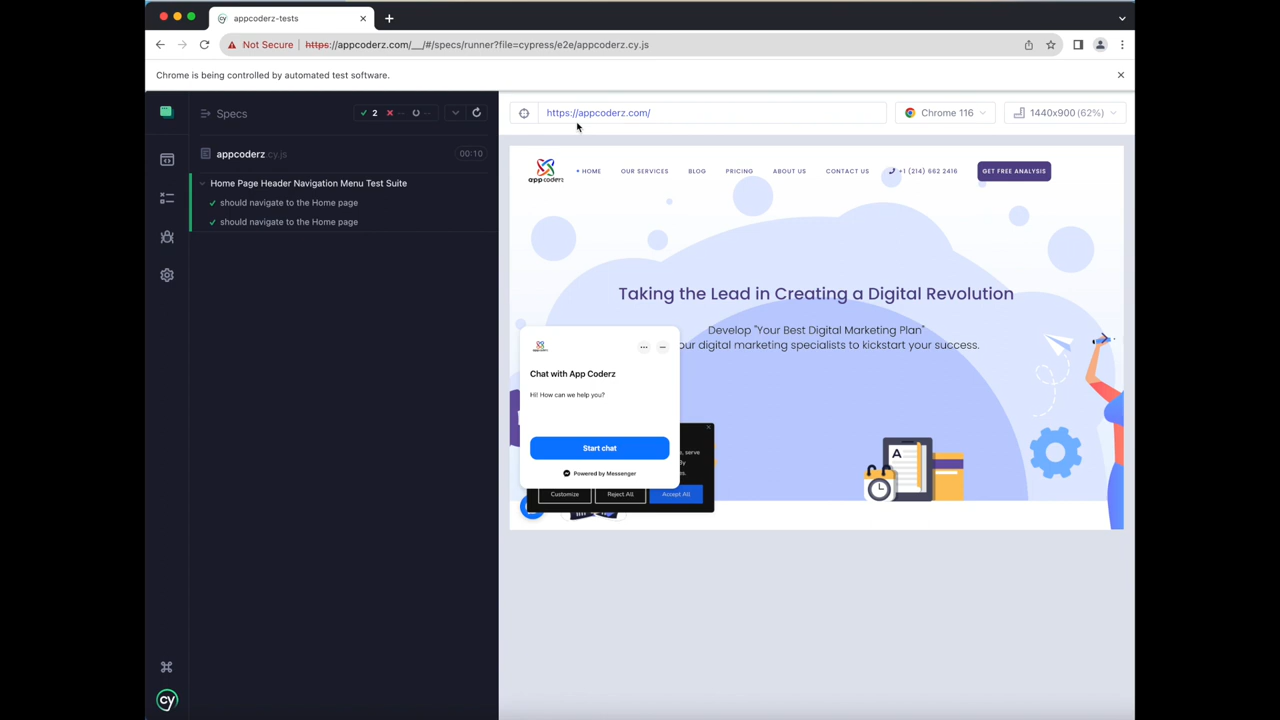 appcoderz-tests
Not Secure https://appcoderz.com/__/#/specs/runner?file=cypress/e2e/appcoderz.cy.js
Chrome is being controlled by automated test software.
Specs
2
--
--
https://appcoderz.com/
Chrome 116
1440x900 (62%)
appcoderz.cy.js
00:10
Home Page Header Navigation Menu Test Suite
should navigate to the Home page
should navigate to the Home page
app coderz
HOME
OUR SERVICES
BLOG
PRICING
ABOUT US
CONTACT US
+1 (214) 662 2416
GET FREE ANALYSIS
Taking the Lead in Creating a Digital Revolution
Develop "Your Best Digital Marketing Plan"
our digital marketing specialists to kickstart your success.
Chat with App Coderz
Hi! How can we help you?
Start chat
Powered by Messenger
, serve
Customize
Reject All
Accept All
A
cy